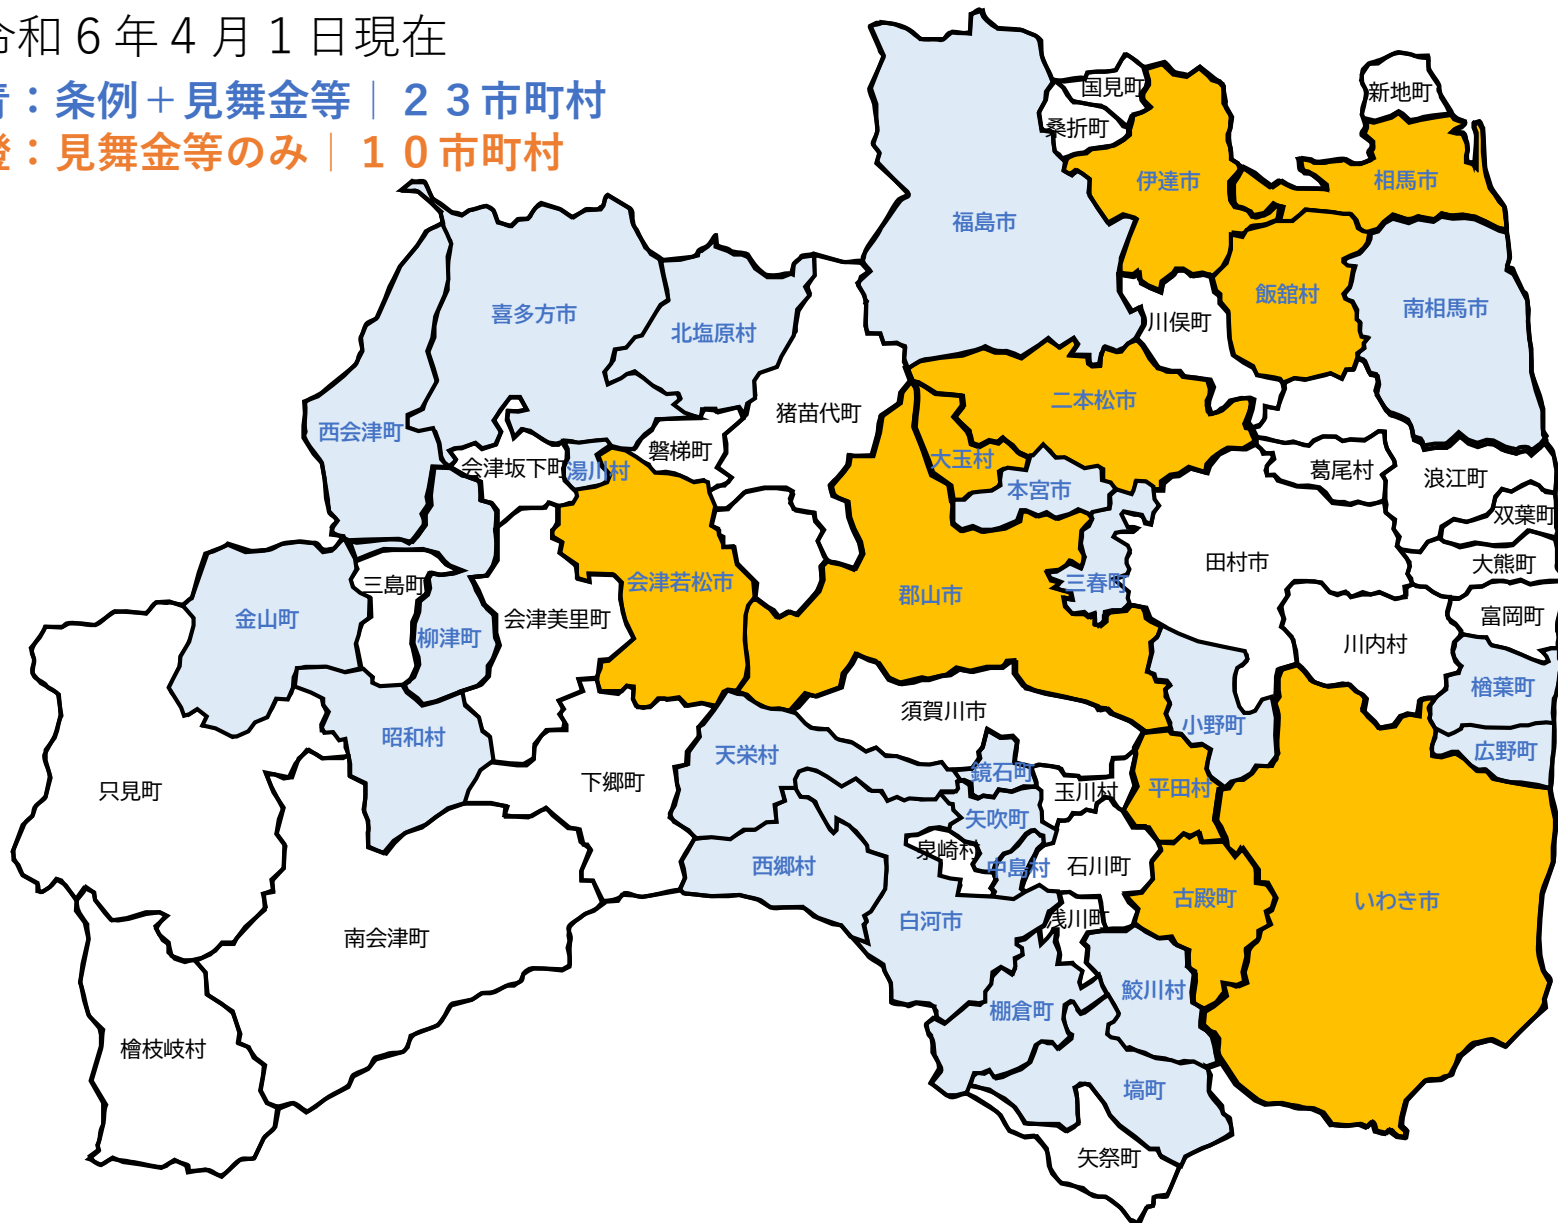 令和６年４月１日現在
青：条例＋見舞金等｜２３市町村
橙：見舞金等のみ｜１０市町村
国見町
新地町
桑折町
伊達市
相馬市
福島市
飯舘村
南相馬市
喜多方市
川俣町
北塩原村
二本松市
猪苗代町
西会津町
磐梯町
大玉村
会津坂下町
湯川村
葛尾村
浪江町
本宮市
双葉町
田村市
大熊町
三島町
会津若松市
三春町
郡山市
金山町
会津美里町
富岡町
柳津町
川内村
楢葉町
須賀川市
小野町
昭和村
天栄村
広野町
鏡石町
下郷町
只見町
玉川村
平田村
矢吹町
泉崎村
西郷村
中島村
石川町
古殿町
いわき市
白河市
浅川町
南会津町
鮫川村
棚倉町
檜枝岐村
塙町
矢祭町